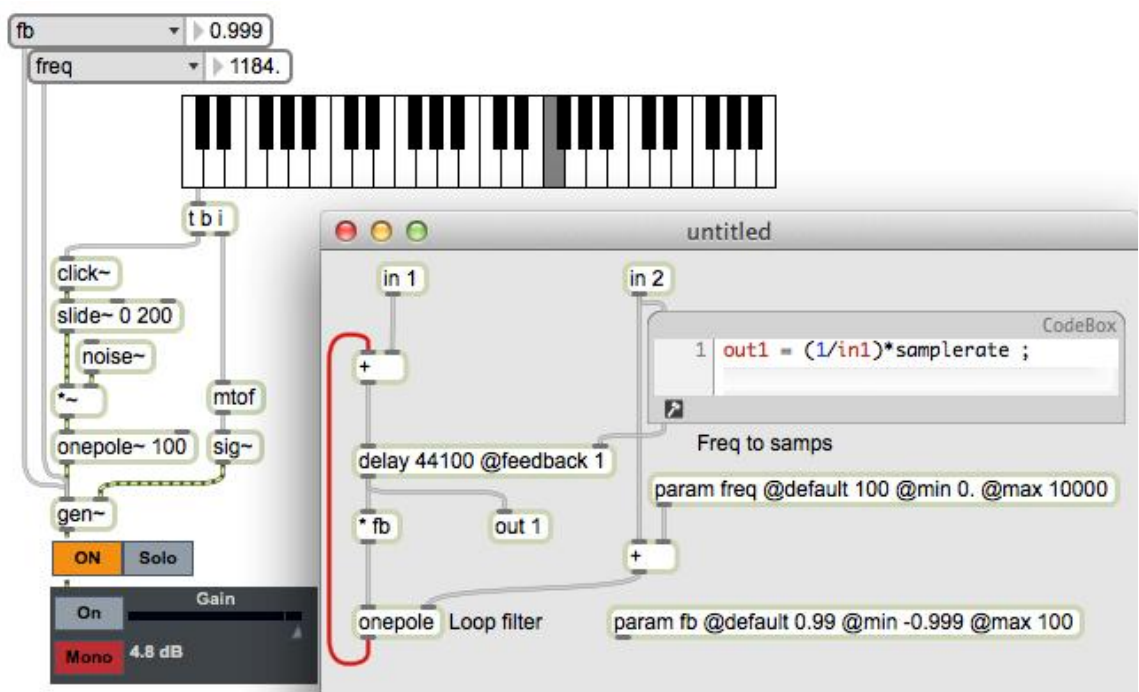 fb 0.999
freq 1184.
t b i
untitled
click~
in 1
in 2
slide~ 0 200
CodeBox
1 out1 = (1/in1)*samplerate ;
noise~
+
*~
mtof
onepole~ 100
sig~
Freq to samps
delay 44100 @feedback 1
param freq @default 100 @min 0. @max 10000
gen~
* fb
out 1
+
ON Solo
Gain
On
onepole
Loop filter
param fb @default 0.99 @min -0.999 @max 100
Mono
4.8 dB